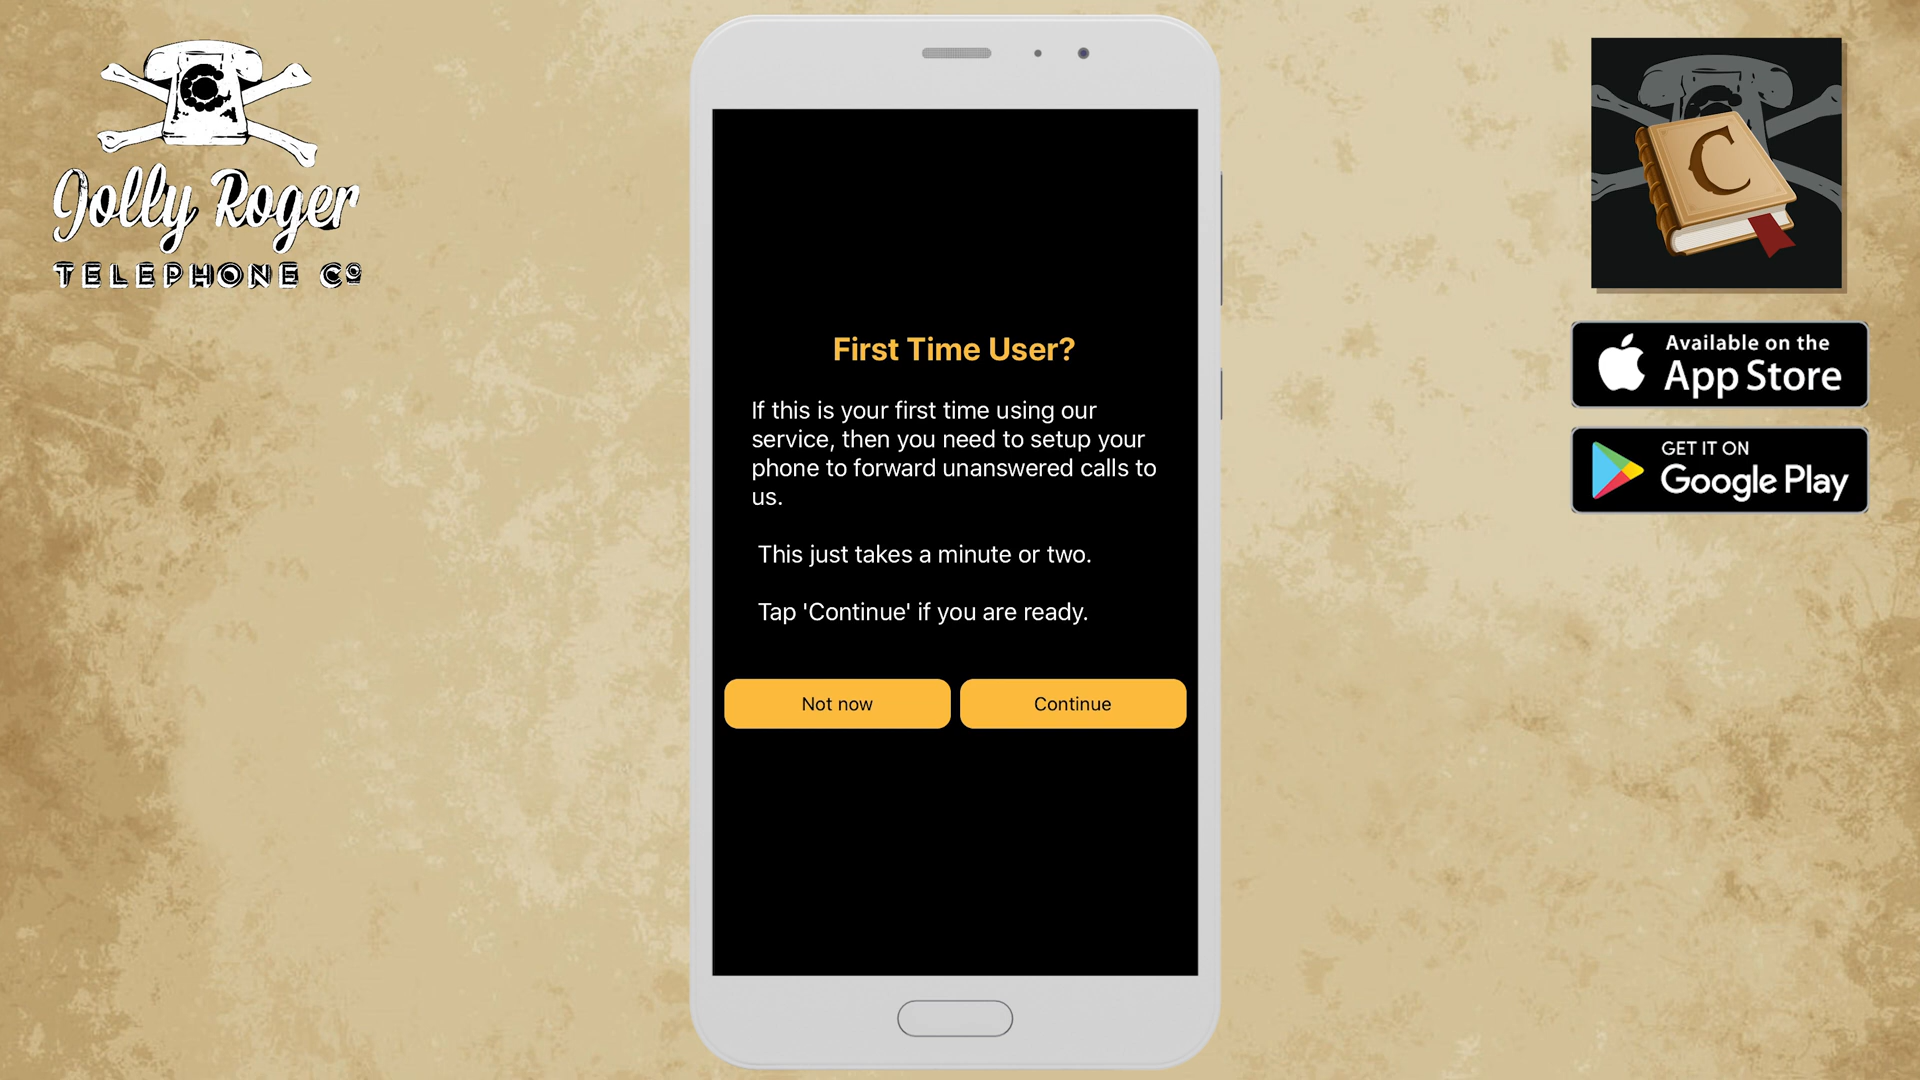 Jolly Roger
TELEPHONE Co
First Time User?
If this is your first time using our
service, then you need to setup your
phone to forward unanswered calls to
us.
This just takes a minute or two.
Tap 'Continue' if you are ready.
Not now
Continue
C
Available on the
App Store
GET IT ON
Google Play